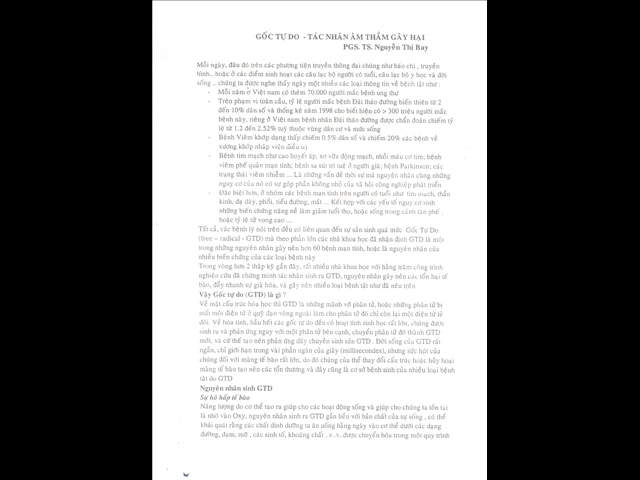 GỐC TỰ DO - TÁC NHÂN ÂM THẦM GÂY HẠI
PGS. TS. Nguyễn Thị Bay
Mỗi ngày, đâu đó trên các phương tiện truyền thông đại chúng như báo chí, truyền
hình.. hoặc ở các điểm sinh hoạt các câu lạc bộ người có tuổi, câu lạc bộ y học và đời
sống .. chúng ta được nghe thấy ngày một nhiều các loại thông tin về bệnh tật như :
- Mỗi năm ở Việt nam có thêm 70.000 người mắc bệnh ung thư
- Trên phạm vi toàn cầu, tỷ lệ người mắc bệnh Đái tháo đường biến thiên từ 2
đến 10% dân số và thống kê năm 1998 cho biết hiện có > 300 triệu người mắc
bệnh này, riêng ở Việt nam bệnh nhân Đái tháo đường được chẩn đoán chiếm tỷ
lệ từ 1,2 đến 2,52% tuỳ thuộc vùng dân cư và mức sống
- Bệnh Viêm khớp dạng thấp chiếm 0.5% dân số và chiếm 20% các bệnh về
xương khớp nhập viện điều trị
- Bệnh tim mạch như cao huyết áp, xơ vữa động mạch, nhồi máu cơ tim; bệnh
viêm phế quản mạn tính; bệnh sa sút trí tuệ ở người già; bệnh Parkinson; các
trạng thái viêm nhiễm .... Là những vấn đề thời sự mà nguyên nhân cũng những
nguy cơ của nó có sự góp phần không nhỏ của xã hội công nghiệp phát triển
- Đặc biệt hơn, ở nhóm các bệnh mạn tính trên người có tuổi như tim mạch, thần
kinh, dạ dày, phổi, tiểu đường, mắt ... Kết hợp với các yếu tố nguy cơ sinh
những biến chứng nặng nề làm giảm tuổi thọ, hoặc sống trong cảnh tàn phế ,
hoặc tỷ lệ tử vong cao ...
Tất cả, các bệnh lý nói trên đều có liên quan đến sự sản sinh quá mức Gốc Tự Do
(free – radical - GTD) mà theo phần lớn các nhà khoa học đã nhận định GTD là một
trong những nguyên nhân gây nên hơn 60 bệnh mạn tính, hoặc là nguyên nhân của
nhiều biến chứng của các loại bệnh này
Trong vòng hơn 2 thập kỷ gần đây, rất nhiều nhà khoa học với hằng trăm công trình
nghiên cứu đã chứng minh tác nhân sinh ra GTD, nguyên nhân gây nên các tổn hại tế
bào, đẩy nhanh sự già hóa, và gây nên nhiều loại bệnh tật như đã nêu trên
Vậy Gốc tự do (GTD) là gì ?
Về mặt cấu trúc hóa học thì GTD là những mảnh vỡ phân tử, hoặc những phân tử bị
mất một điện tử ở quỹ đạo vòng ngoài làm cho phân tử đó chỉ còn lại một điện tử lẻ
đôi. Về hóa tính, hầu hết các gốc tự do đều có hoạt tính sinh học rất lớn, chúng được
sinh ra và phản ứng ngay với một phân tử bên cạnh, chuyển phân tử đó thành GTD
mới, và cứ thế tạo nên phản ứng dây chuyền sinh sản GTD . Đời sống của GTD rất
ngắn, chỉ giới hạn trong vài phần ngàn của giây (millisecondes), nhưng sức hút của
chúng đối với màng tế bào rất lớn, do đó chúng của thể thay đổi cấu trúc hoặc hủy hoại
màng tế bào tạo nên các tổn thương và đây cũng là cơ sở bệnh sinh của nhiều loại bệnh
tật do GTD
Nguyên nhân sinh GTD
Sự hô hấp tế bào
Năng lượng do cơ thể tạo ra giúp cho các hoạt động sống và giúp cho chúng ta tồn tại
là nhờ vào Oxy, nguyên nhân sinh ra GTD gắn liền với bản chất của sự sống , có thể
khái quát rằng các chất dinh dưỡng ta ăn uống hằng ngày vào cơ thể dưới các dạng
đường, đạm, mỡ , các sinh tố, khoáng chất ..v..v..được chuyển hóa trong một quy trình